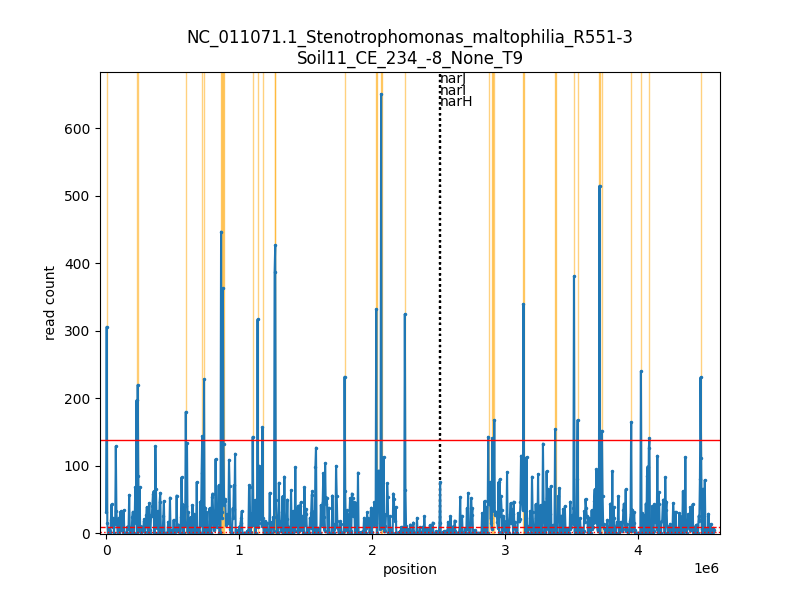 NC_011071.1_Stenotrophomonas_maltophilia_R551-3
Soil11_CE_234_-8_None_T9
narJ
narI
narH
600
500
400
300
200
100
0
read count
0
1
2
3
4
1e6
position